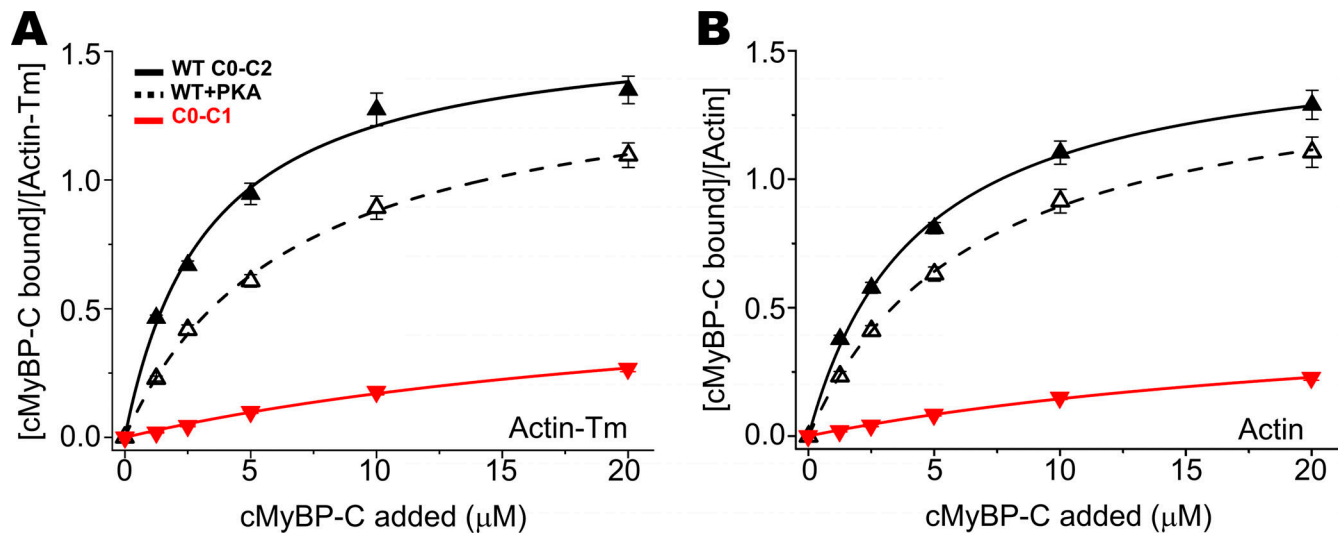 A
[cMyBP-C bound]/[Actin-Tm]
1.5
1.0
0.5
0.0
WT C0-C2
WT+PKA
C0-C1
Actin-Tm
0 5 10 15 20
cMyBP-C added (μM)
B
[cMyBP-C bound]/[Actin]
1.5
1.0
0.5
0.0
Actin
0 5 10 15 20
cMyBP-C added (μM)